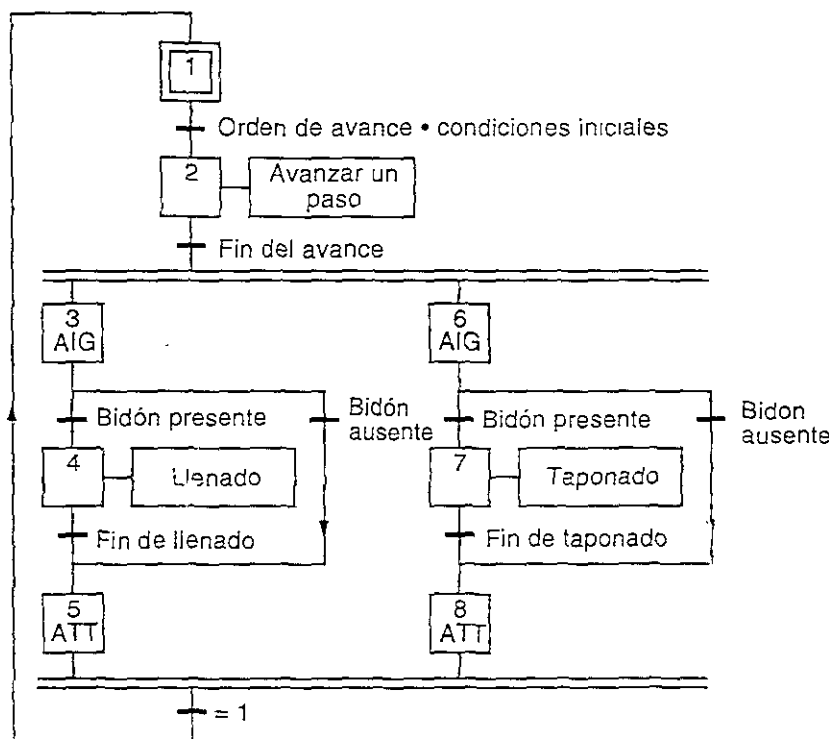 1
Orden de avance • condiciones iniciales
2
Avanzar un
paso
Fin del avance
3
AIG
6
AIG
Bidón presente
Bidón
ausente
Bidón presente
Bidon
ausente
4
Llenado
7
Taponado
Fin de llenado
Fin de taponado
5
ATT
8
ATT
= 1